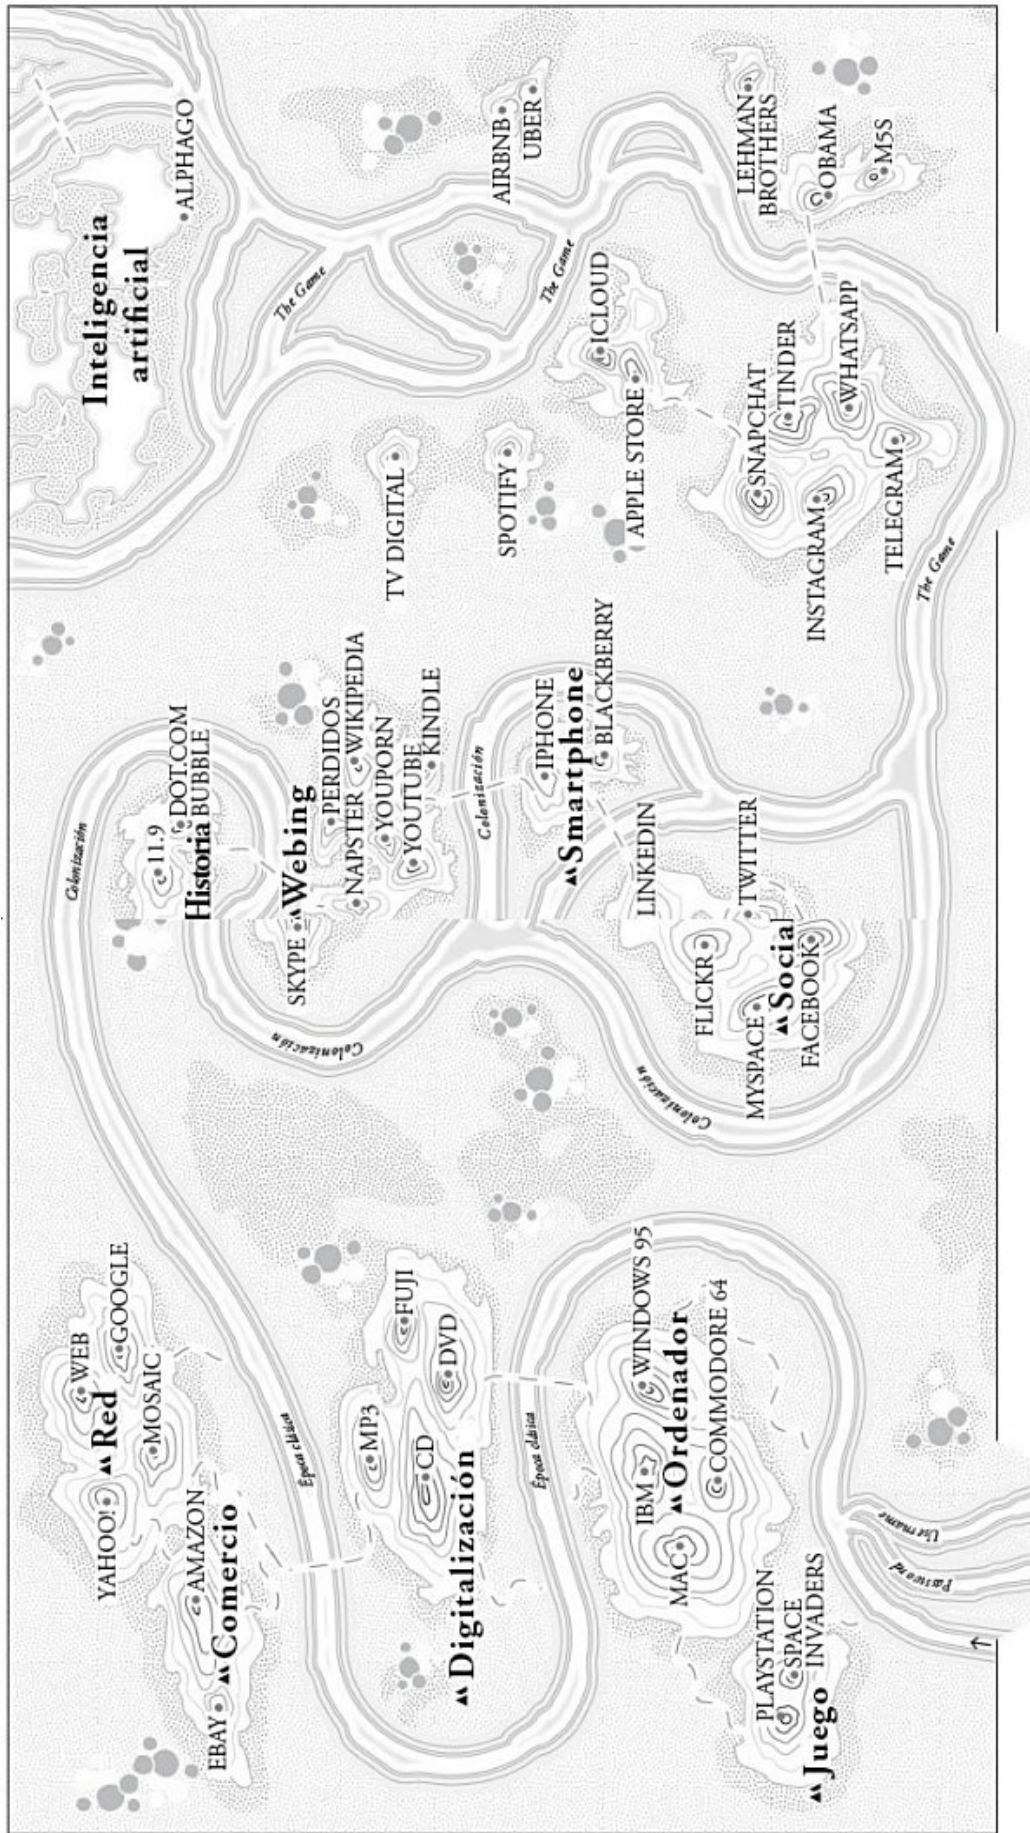 YAHOO!
WEB
Red
GOOGLE
MOSAIC
AMAZON
Comercio
EBAY
Época clásica
MP3
FUJI
CD
DVD
Digitalización
Época clásica
WINDOWS 95
IBM
Ordenador
MAC
COMMODORE 64
PLAYSTATION
SPACE
INVADERS
Juego
Username
Pasword
Colonización
11.9
DOT.COM
BUBBLE
Historia
Webing
SKYPE
PERDIDOS
NAPSTER
WIKIPEDIA
YOUPORN
YOUTUBE
KINDLE
Colonización
Colonización
IPHONE
Smartphone
BLACKBERRY
Colonización
LINKEDIN
FLICKR
TWITTER
MYSPACE
Social
FACEBOOK
Inteligencia
artificial
ALPHAGO
The Game
TV DIGITAL
SPOTIFY
AIRBNB
UBER
The Game
ICLOUD
APPLE STORE
SNAPCHAT
TINDER
INSTAGRAM
WHATSAPP
TELEGRAM
The Game
LEHMAN
BROTHERS
OBAMA
M5S